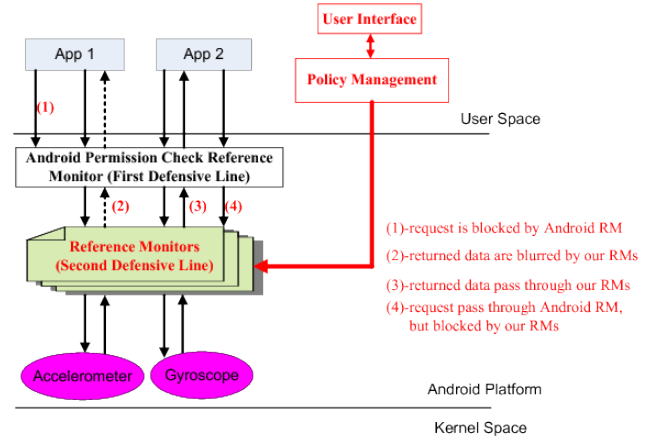 User Interface
App 1
App 2
Policy Management
(1)
User Space
Android Permission Check Reference
Monitor (First Defensive Line)
(2)
(3)
(4)
Reference Monitors
(Second Defensive Line)
(1)-request is blocked by Android RM
(2)-returned data are blurred by our RMs
(3)-returned data pass through our RMs
(4)-request pass through Android RM,
but blocked by our RMs
Accelerometer
Gyroscope
Android Platform
Kernel Space